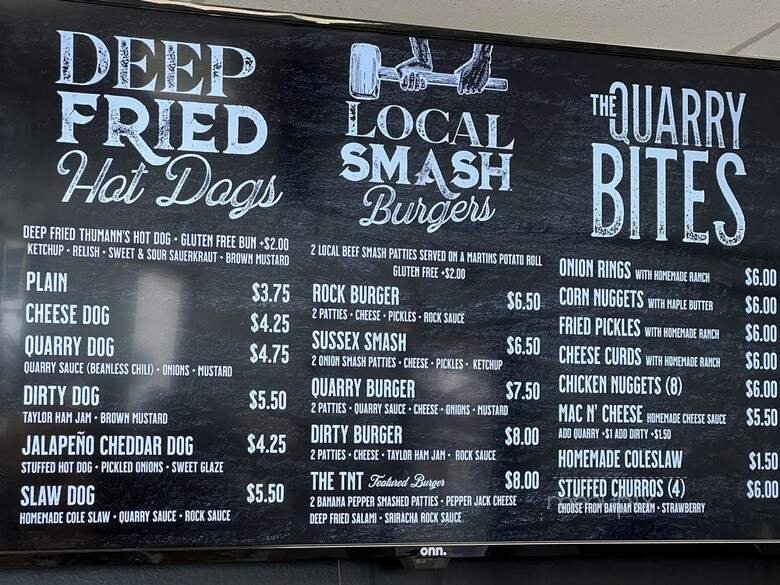 DEEP
FRIED
Hot Dogs
DEEP FRIED THUMANN'S HOT DOG • GLUTEN FREE BUN +$2.00
KETCHUP • RELISH • SWEET & SOUR SAUERKRAUT • BROWN MUSTARD
PLAIN $3.75
CHEESE DOG $4.25
QUARRY DOG $4.75
QUARRY SAUCE (BEANLESS CHILI) • ONIONS • MUSTARD
DIRTY DOG $5.50
TAYLOR HAM JAM • BROWN MUSTARD
JALAPEÑO CHEDDAR DOG $4.25
STUFFED HOT DOG • PICKLED ONIONS • SWEET GLAZE
SLAW DOG $5.50
HOMEMADE COLE SLAW • QUARRY SAUCE • ROCK SAUCE
LOCAL
SMASH
Burgers
2 LOCAL BEEF SMASH PATTIES SERVED ON A MARTINS POTATO ROLL
GLUTEN FREE +$2.00
ROCK BURGER $6.50
2 PATTIES • CHEESE • PICKLES • ROCK SAUCE
SUSSEX SMASH $6.50
2 ONION SMASH PATTIES • CHEESE • PICKLES • KETCHUP
QUARRY BURGER $7.50
2 PATTIES • QUARRY SAUCE • CHEESE • ONIONS • MUSTARD
DIRTY BURGER $8.00
2 PATTIES • CHEESE • TAYLOR HAM JAM • ROCK SAUCE
THE TNT Featured Burger $8.00
2 BANANA PEPPER SMASHED PATTIES • PEPPER JACK CHEESE
DEEP FRIED SALAMI • SRIRACHA ROCK SAUCE
THE QUARRY
BITES
ONION RINGS WITH HOMEMADE RANCH $6.00
CORN NUGGETS WITH MAPLE BUTTER $6.00
FRIED PICKLES WITH HOMEMADE RANCH $6.00
CHEESE CURDS WITH HOMEMADE RANCH $6.00
CHICKEN NUGGETS (8) $6.00
MAC N' CHEESE HOMEMADE CHEESE SAUCE $5.50
ADD QUARRY +$1 ADD DIRTY +$1.50
HOMEMADE COLESLAW $1.50
STUFFED CHURROS (4) $6.00
CHOOSE FROM BAVRIAN CREAM • STRAWBERRY
onn.